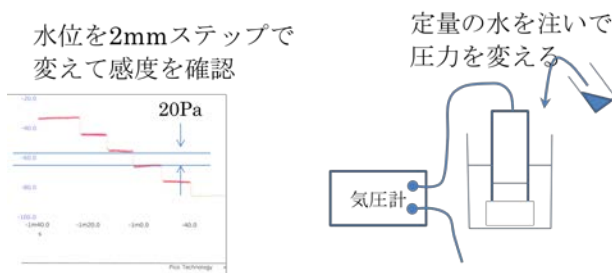 水位を2mmステップで
変えて感度を確認
定量の水を注いで
圧力を変える
20Pa
-20.0
-40.0
-60.0
-80.0
-100.0
-1m40.0
-1m20.0
-1m0.0
-40.0
s
Pico Technology
気圧計